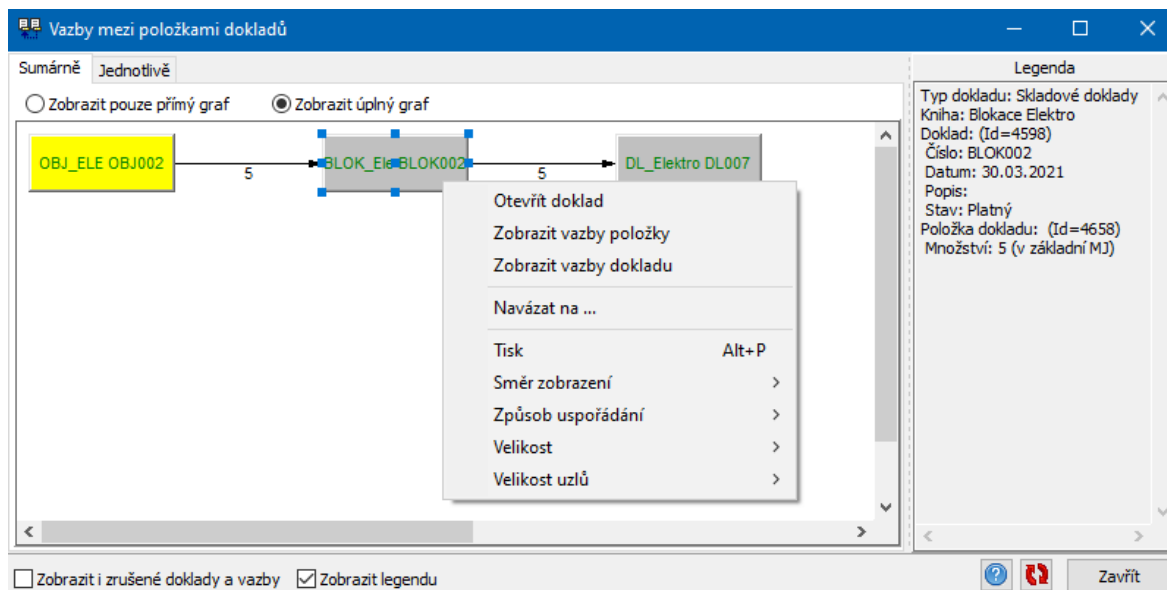 Vazby mezi položkami dokladů
Sumárně Jednotlivě
Zobrazit pouze přímý graf Zobrazit úplný graf
OBJ_ELE OBJ002
5
BLOK_Ele BLOK002
5
DL_Elektro DL007
Otevřít doklad
Zobrazit vazby položky
Zobrazit vazby dokladu
Navázat na ...
Tisk Alt+P
Směr zobrazení
Způsob uspořádání
Velikost
Velikost uzlů
Legenda
Typ dokladu: Skladové doklady
Kniha: Blokace Elektro
Doklad: (Id=4598)
Číslo: BLOK002
Datum: 30.03.2021
Popis:
Stav: Platný
Položka dokladu: (Id=4658)
Množství: 5 (v základní MJ)
Zobrazit i zrušené doklady a vazby Zobrazit legendu
Zavřít